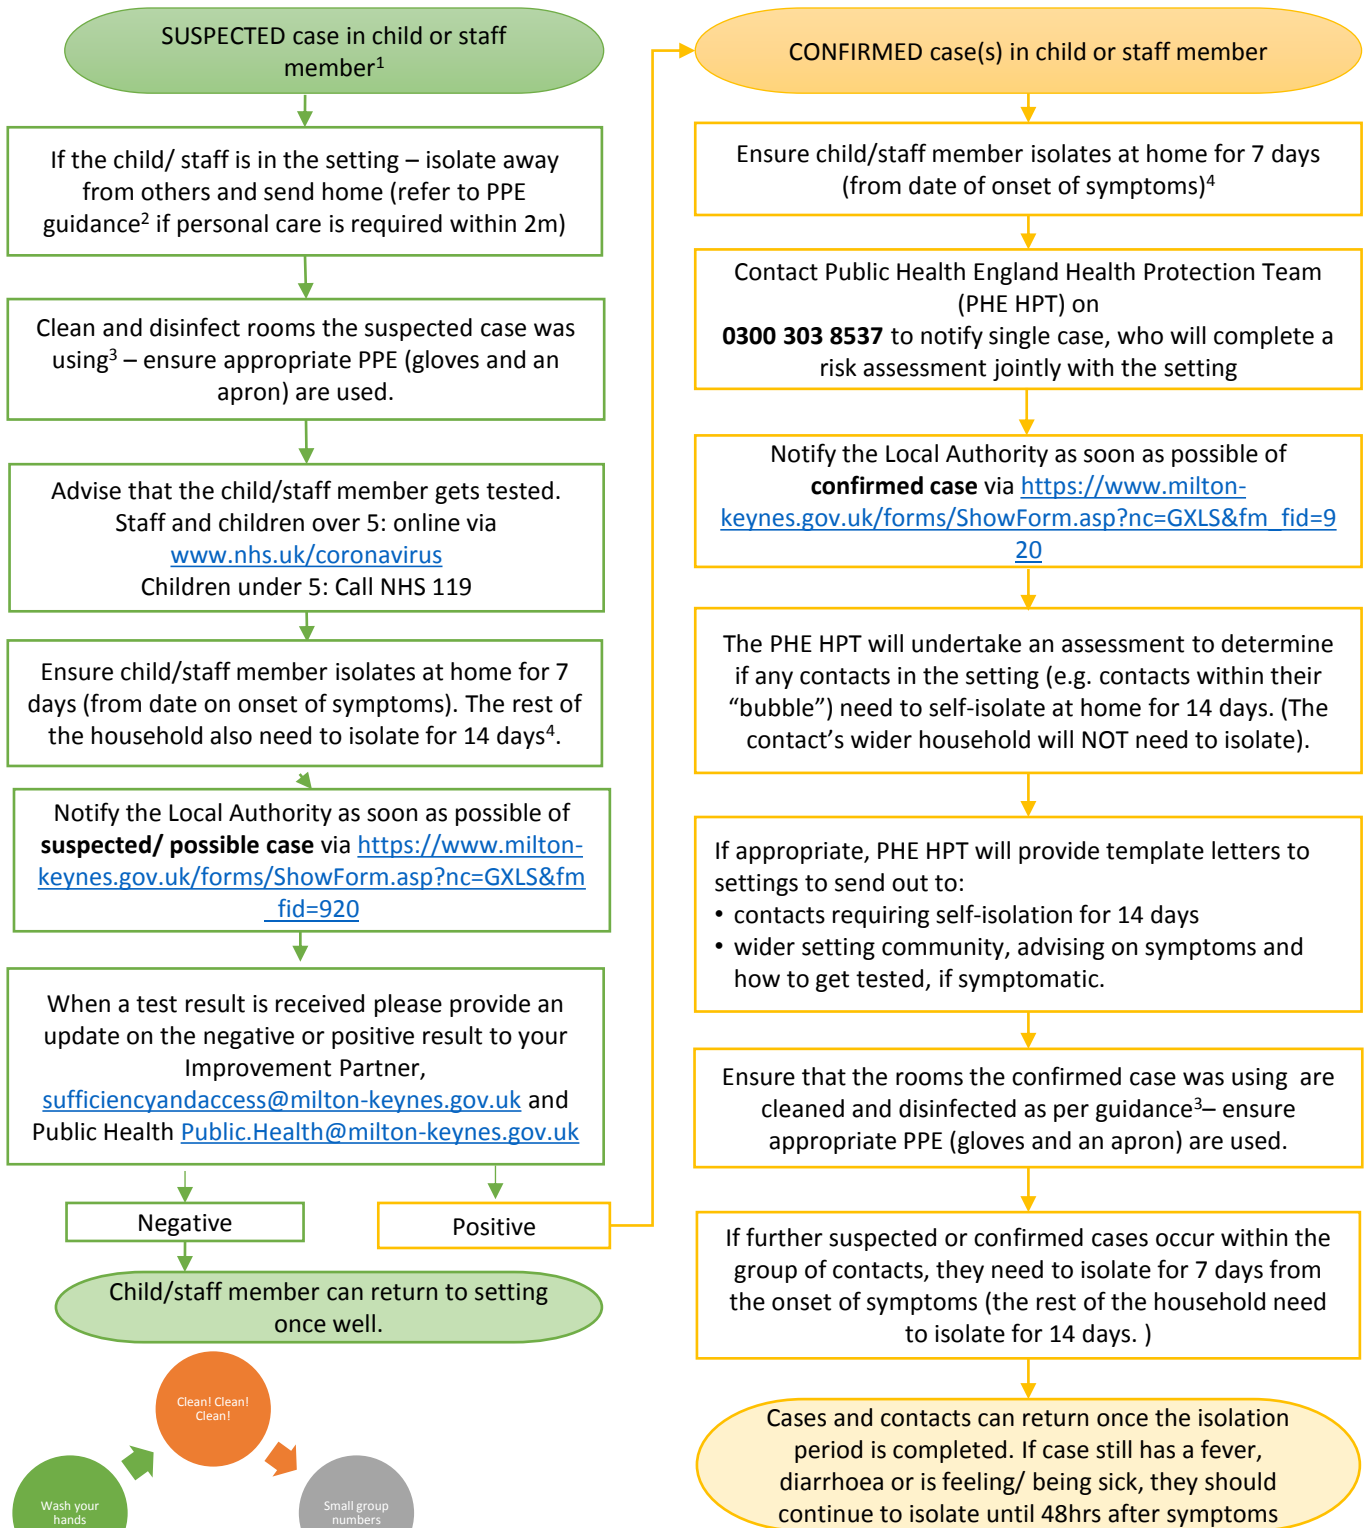 SUSPECTED case in child or staff
member¹
If the child/ staff is in the setting – isolate away
from others and send home (refer to PPE
guidance² if personal care is required within 2m)
Clean and disinfect rooms the suspected case was
using³ – ensure appropriate PPE (gloves and an
apron) are used.
Advise that the child/staff member gets tested.
Staff and children over 5: online via
www.nhs.uk/coronavirus
Children under 5: Call NHS 119
Ensure child/staff member isolates at home for 7
days (from date on onset of symptoms). The rest of
the household also need to isolate for 14 days⁴.
Notify the Local Authority as soon as possible of
suspected/ possible case via https://www.milton-
keynes.gov.uk/forms/ShowForm.asp?nc=GXLS&fm
_fid=920
When a test result is received please provide an
update on the negative or positive result to your
Improvement Partner,
sufficiencyandaccess@milton-keynes.gov.uk and
Public Health Public.Health@milton-keynes.gov.uk
Negative
Positive
Child/staff member can return to setting
once well.
Clean! Clean!
Clean!
Wash your
hands
Small group
numbers
CONFIRMED case(s) in child or staff member
Ensure child/staff member isolates at home for 7 days
(from date of onset of symptoms)⁴
Contact Public Health England Health Protection Team
(PHE HPT) on
0300 303 8537 to notify single case, who will complete a
risk assessment jointly with the setting
Notify the Local Authority as soon as possible of
confirmed case via https://www.milton-
keynes.gov.uk/forms/ShowForm.asp?nc=GXLS&fm_fid=9
20
The PHE HPT will undertake an assessment to determine
if any contacts in the setting (e.g. contacts within their
“bubble”) need to self-isolate at home for 14 days. (The
contact’s wider household will NOT need to isolate).
If appropriate, PHE HPT will provide template letters to
settings to send out to:
• contacts requiring self-isolation for 14 days
• wider setting community, advising on symptoms and
how to get tested, if symptomatic.
Ensure that the rooms the confirmed case was using are
cleaned and disinfected as per guidance³– ensure
appropriate PPE (gloves and an apron) are used.
If further suspected or confirmed cases occur within the
group of contacts, they need to isolate for 7 days from
the onset of symptoms (the rest of the household need
to isolate for 14 days. )
Cases and contacts can return once the isolation
period is completed. If case still has a fever,
diarrhoea or is feeling/ being sick, they should
continue to isolate until 48hrs after symptoms